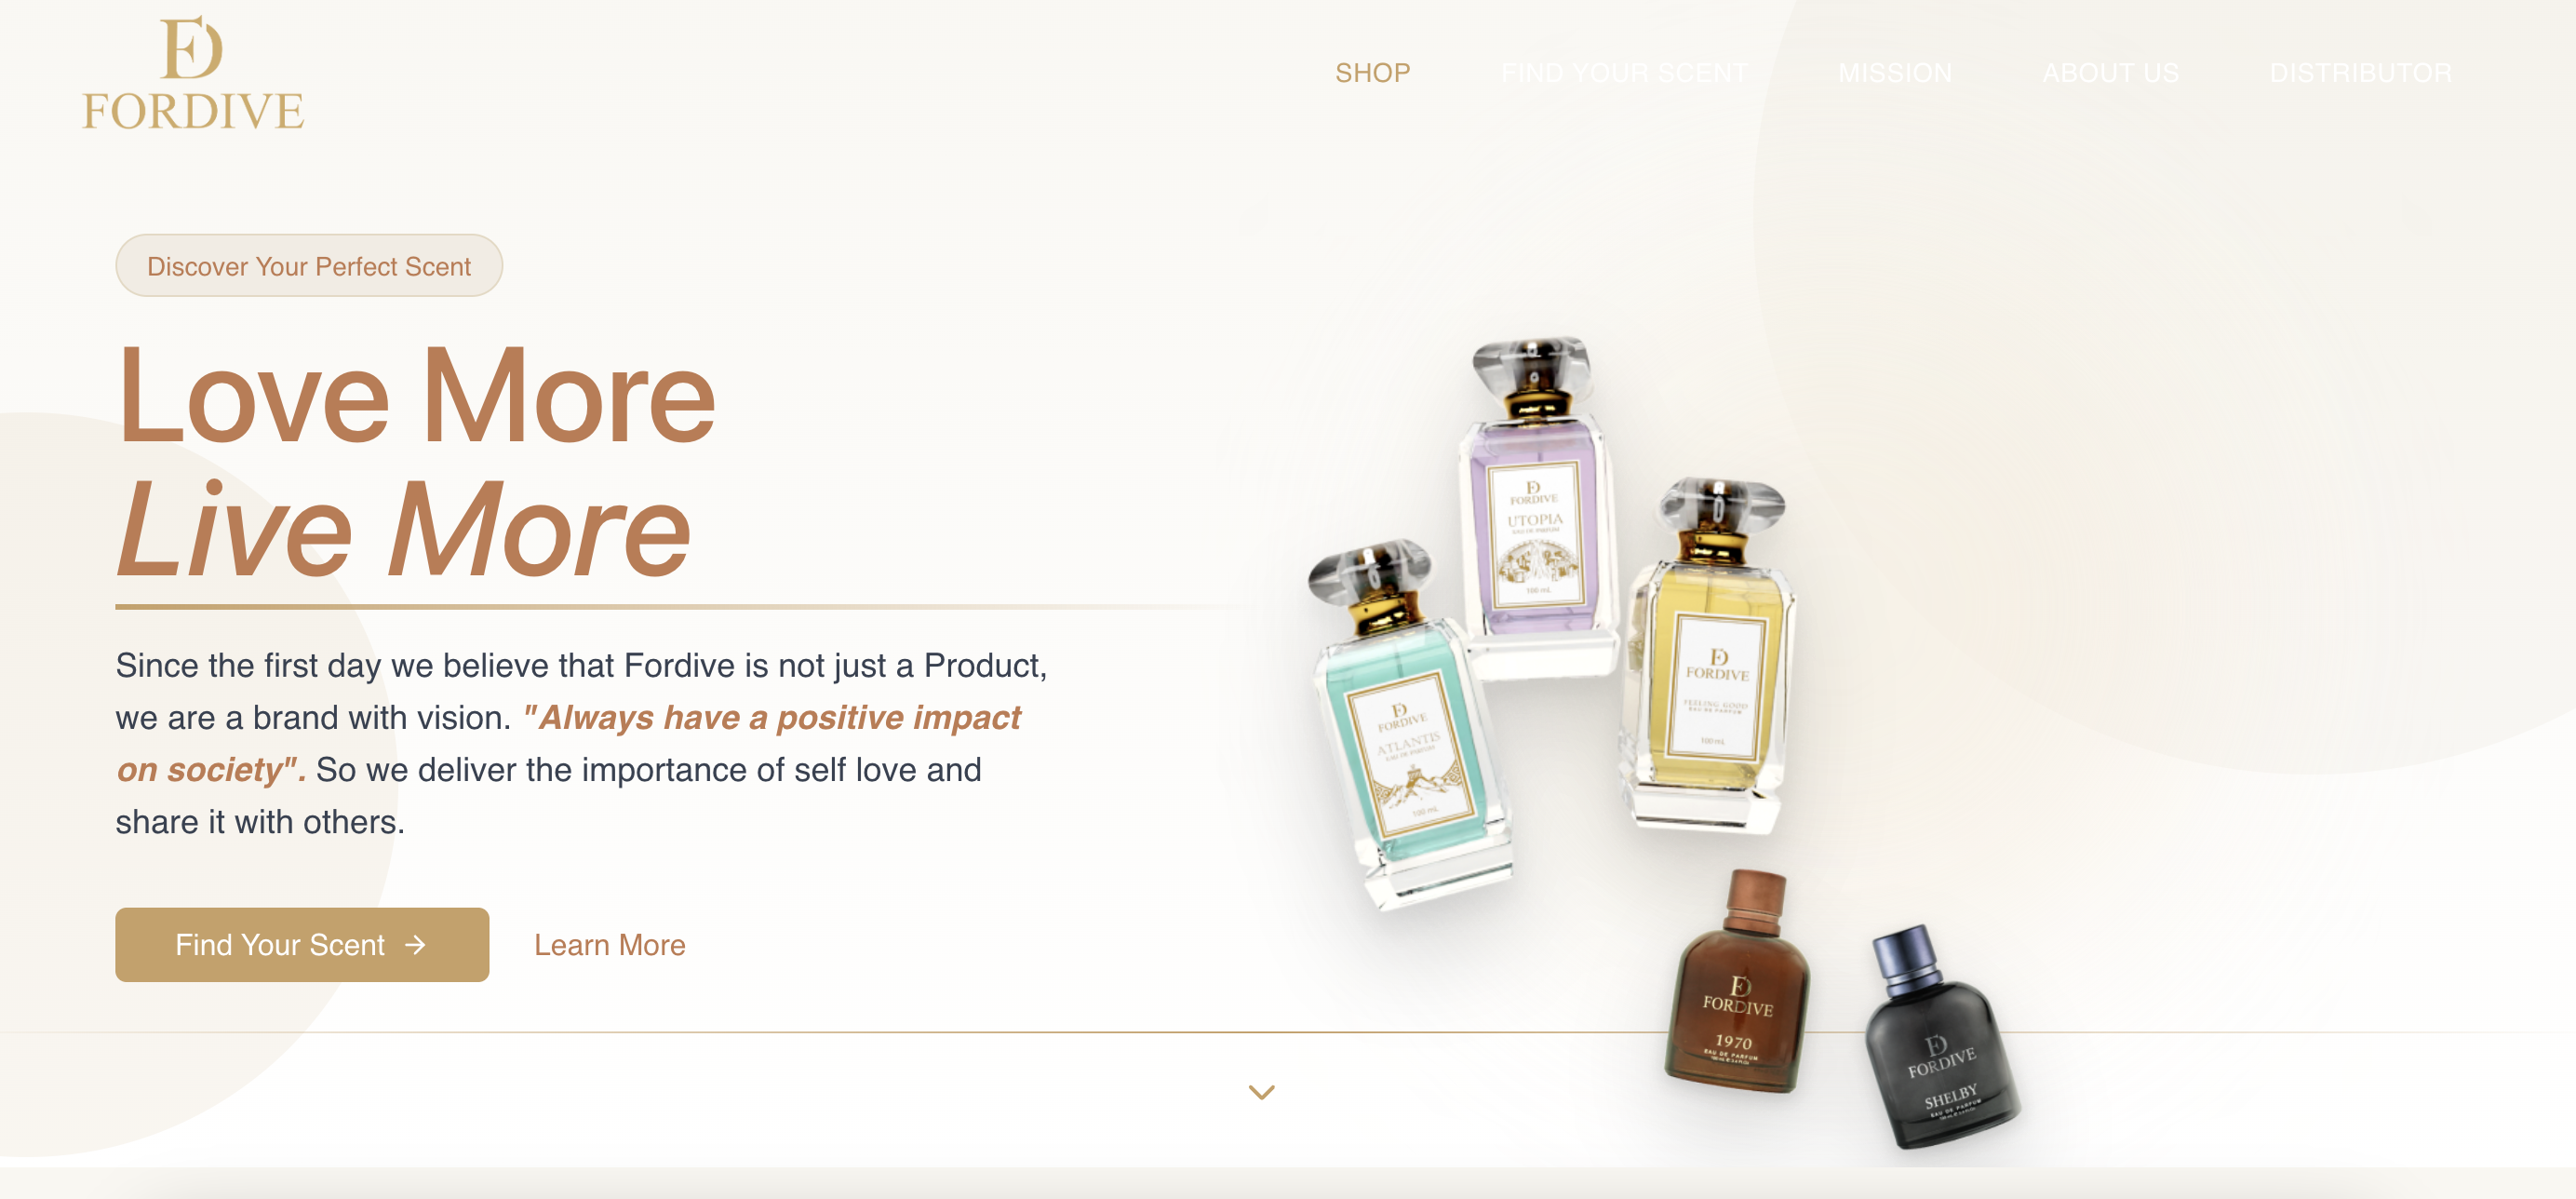 FD
FORDIVE
SHOP
FIND YOUR SCENT
MISSION
ABOUT US
DISTRIBUTOR
Discover Your Perfect Scent
Love More
Live More
Since the first day we believe that Fordive is not just a Product,
we are a brand with vision. "Always have a positive impact
on society". So we deliver the importance of self love and
share it with others.
Find Your Scent →
Learn More
FD
FORDIVE
UTOPIA
EAU DE PARFUM
100 mL
FD
FORDIVE
FEELING GOOD
EAU DE PARFUM
100 mL
FD
FORDIVE
ATLANTIS
EAU DE PARFUM
100 mL
FD
FORDIVE
1970
EAU DE PARFUM
FD
FORDIVE
SHELBY
EAU DE PARFUM